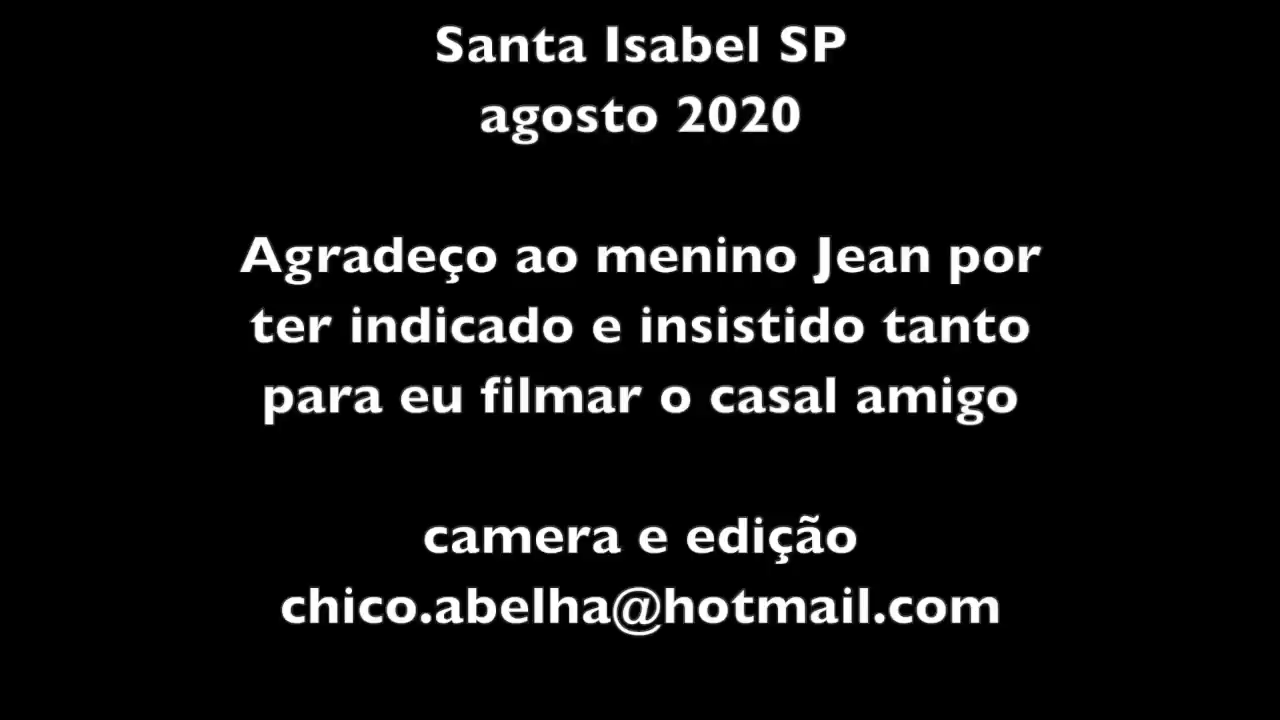 Santa Isabel SP
agosto 2020
Agradeço ao menino Jean por
ter indicado e insistido tanto
para eu filmar o casal amigo
camera e edição
chico.abelha@hotmail.com